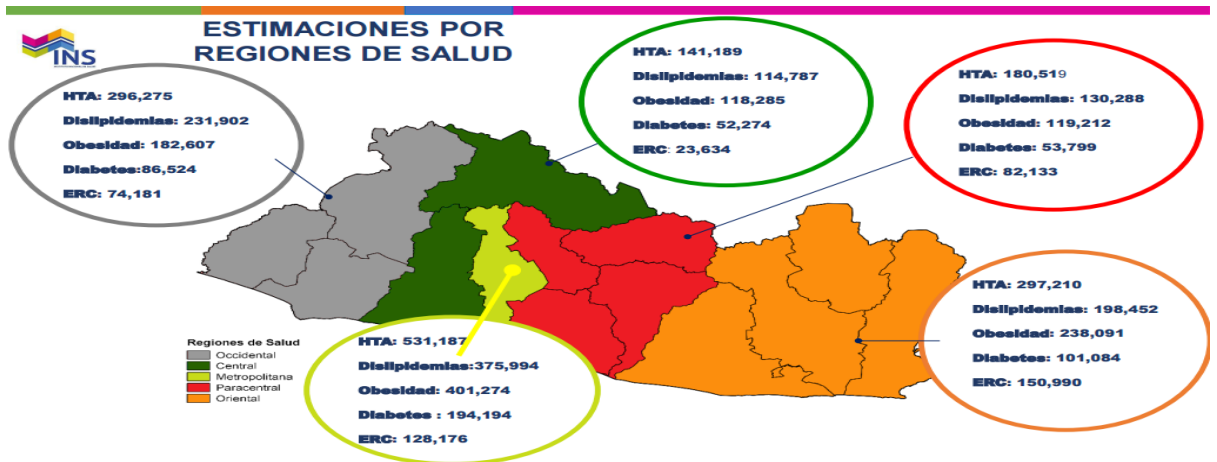 INS
ESTIMACIONES POR
REGIONES DE SALUD
HTA: 296,275
Dislipidemias: 231,902
Obesidad: 182,607
Diabetes:86,524
ERC: 74,181
HTA: 141,189
Dislipidemias: 114,787
Obesidad: 118,285
Diabetes: 52,274
ERC: 23,634
HTA: 180,519
Dislipidemias: 130,288
Obesidad: 119,212
Diabetes: 53,799
ERC: 82,133
HTA: 297,210
Dislipidemias: 198,452
Obesidad: 238,091
Diabetes: 101,084
ERC: 150,990
HTA: 531,187
Dislipidemias:375,994
Obesidad: 401,274
Diabetes : 194,194
ERC: 128,176
Regiones de Salud
Occidental
Central
Metropolitana
Paracentral
Oriental